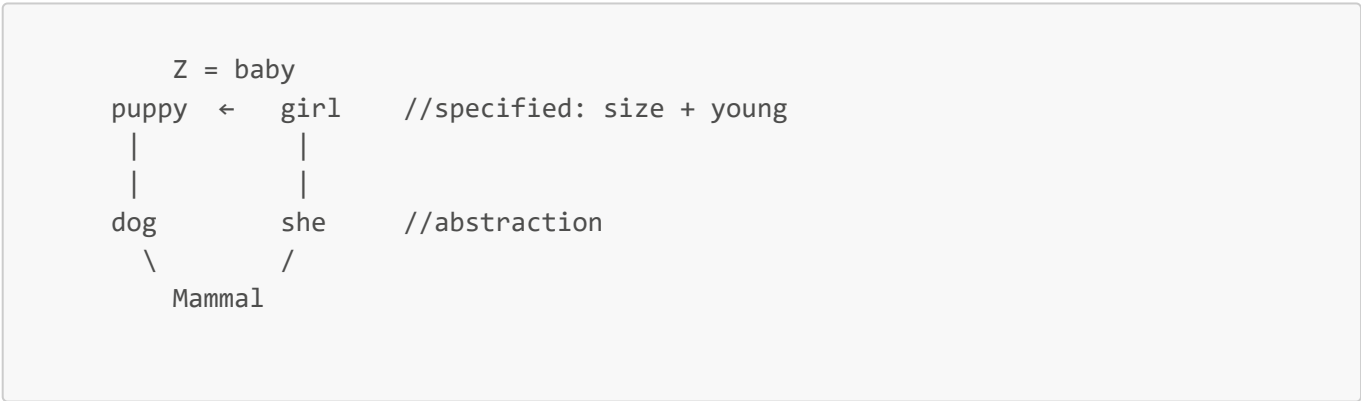 Z = baby
puppy ← girl //specified: size + young
| |
| |
dog she //abstraction
\ /
Mammal